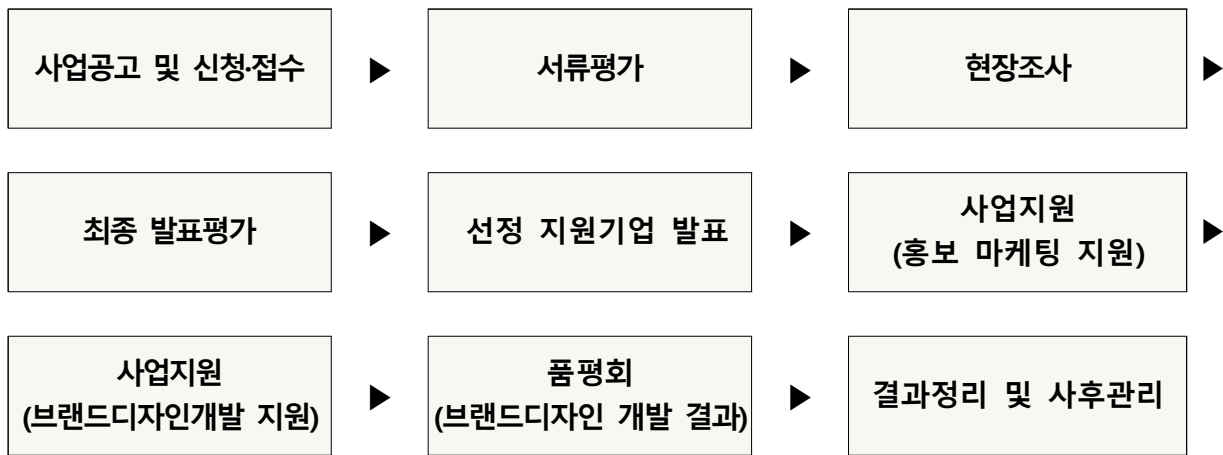 사업공고 및 신청·접수 ▶ 서류평가 ▶ 현장조사 ▶
최종 발표평가 ▶ 선정 지원기업 발표 ▶ 사업지원
(홍보 마케팅 지원) ▶
사업지원
(브랜드디자인개발 지원) ▶ 품평회
(브랜드디자인 개발 결과) ▶ 결과정리 및 사후관리